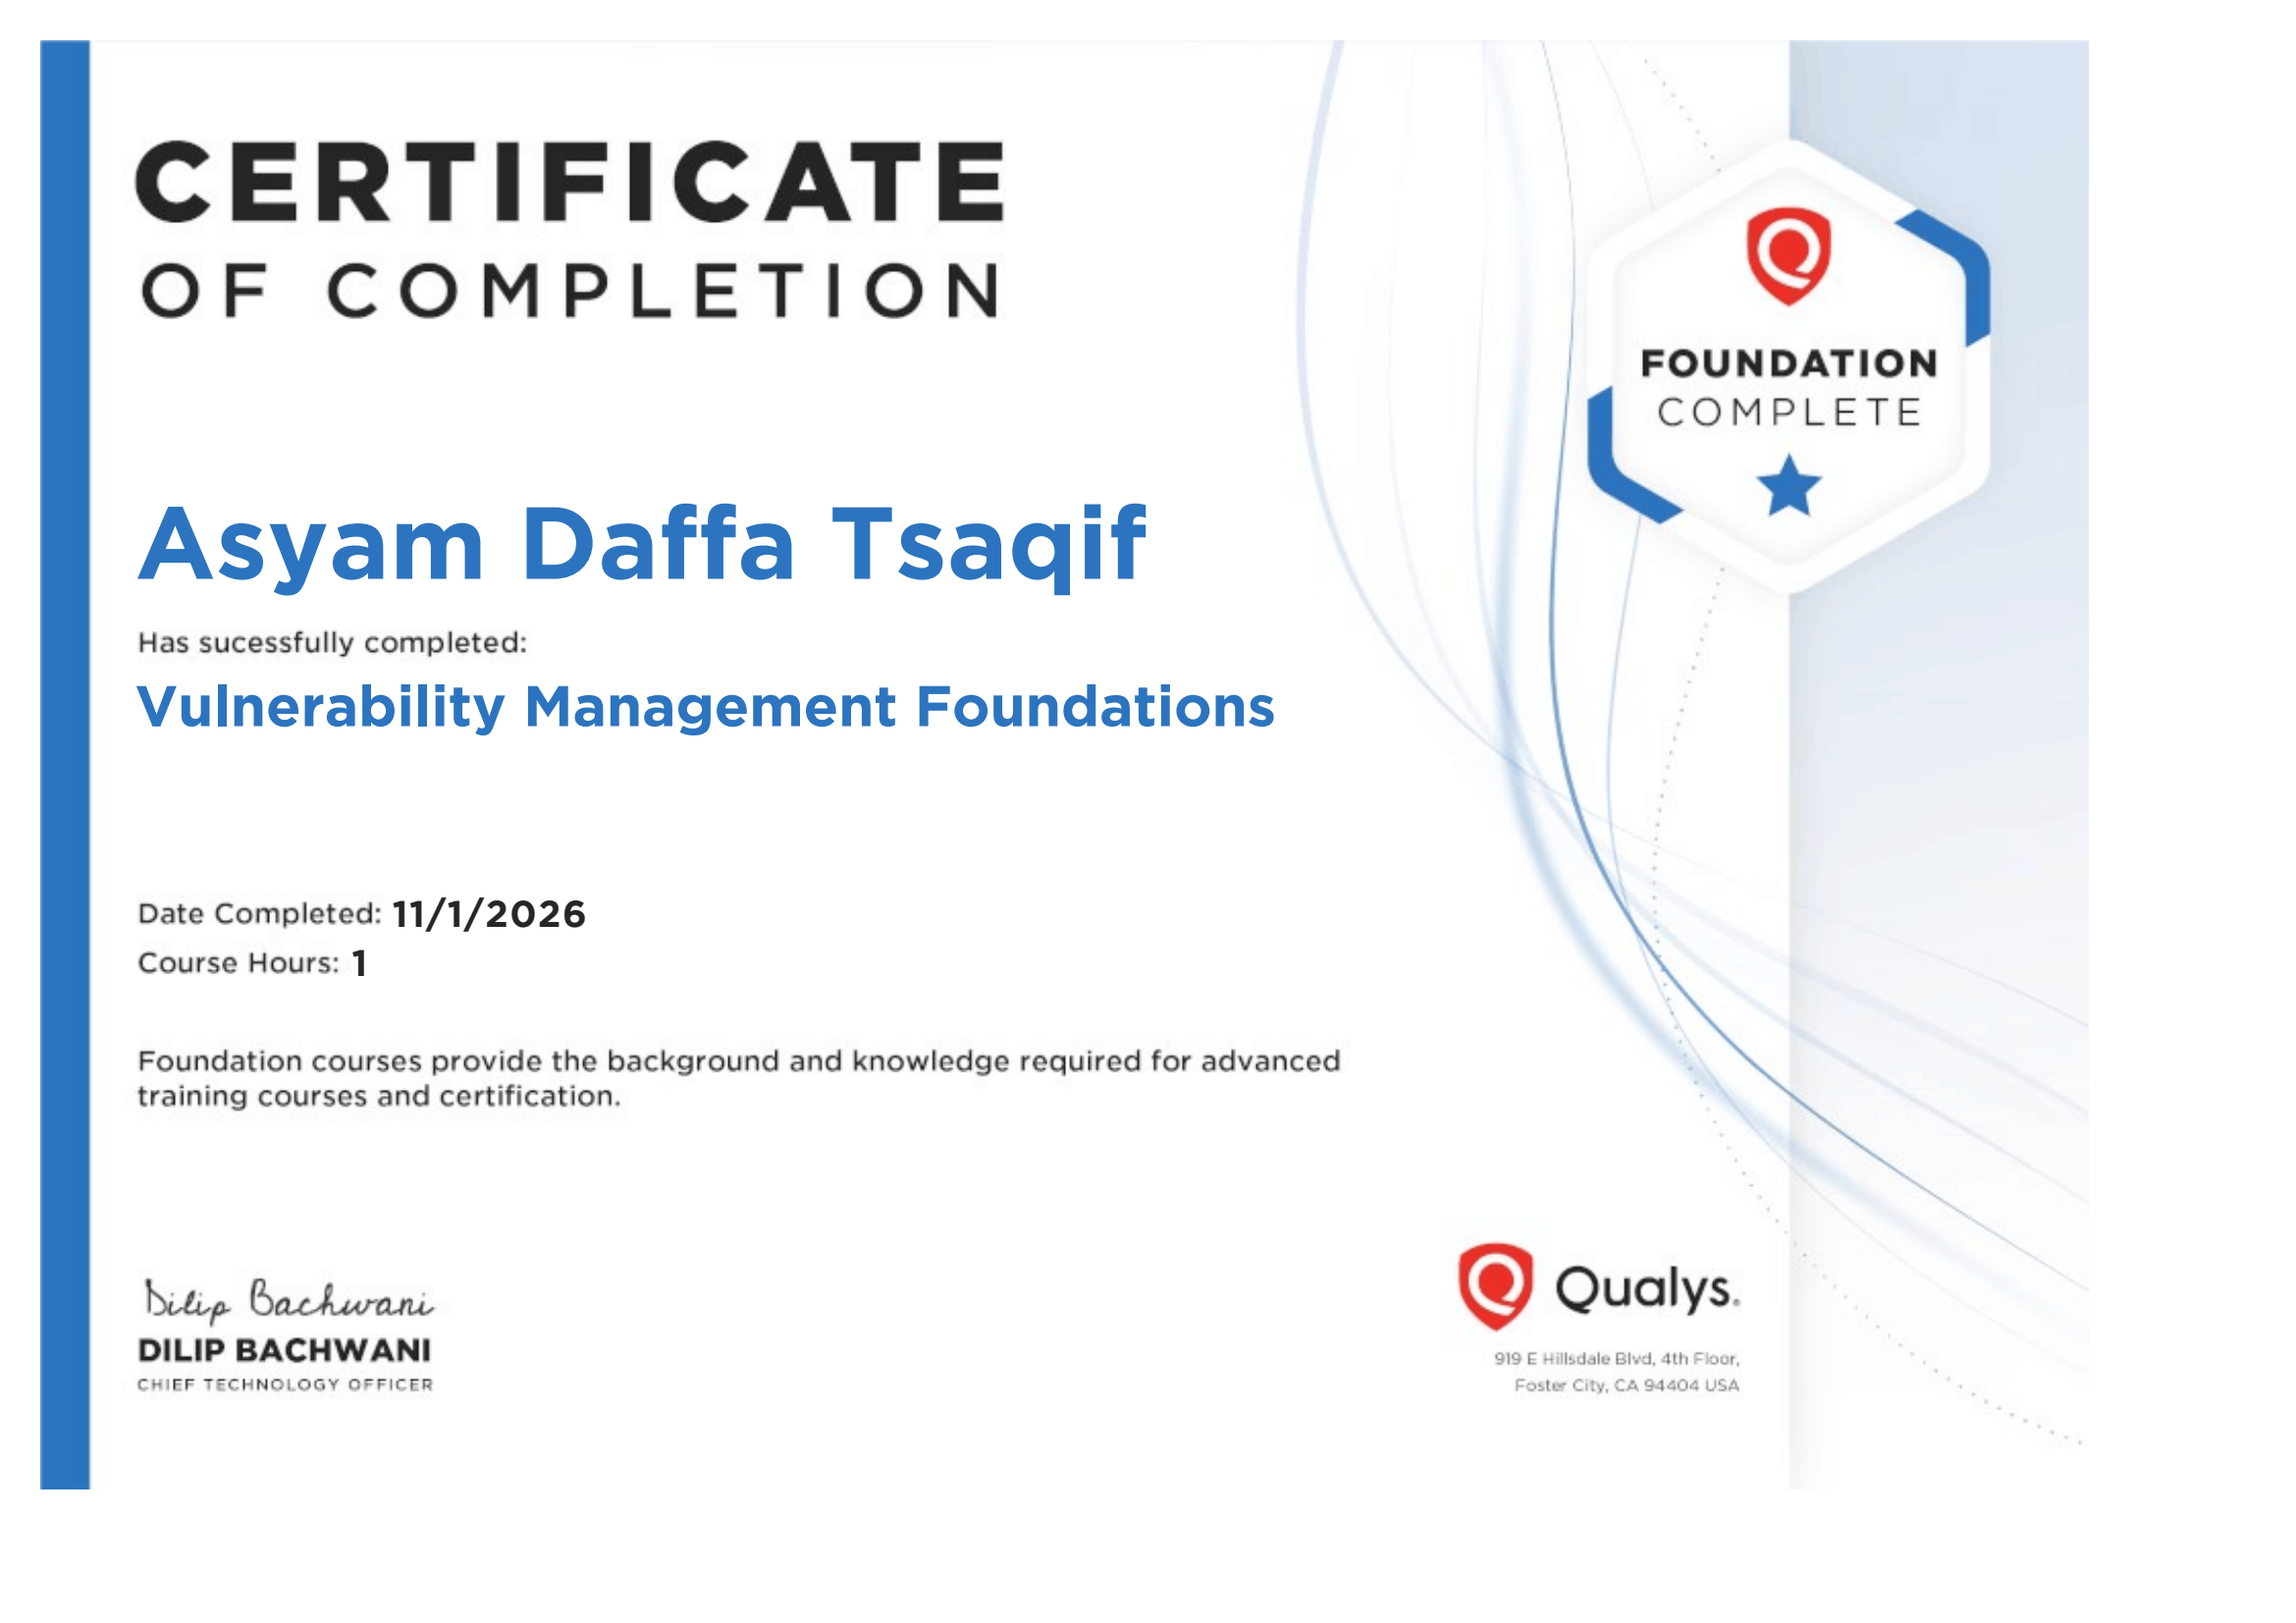 CERTIFICATE
OF COMPLETION
FOUNDATION
COMPLETE
Asyam Daffa Tsaqif
Has sucessfully completed:
Vulnerability Management Foundations
Date Completed: 11/1/2026
Course Hours: 1
Foundation courses provide the background and knowledge required for advanced
training courses and certification.
Dilip Bachwani
DILIP BACHWANI
CHIEF TECHNOLOGY OFFICER
Qualys.
919 E Hillsdale Blvd, 4th Floor,
Foster City, CA 94404 USA